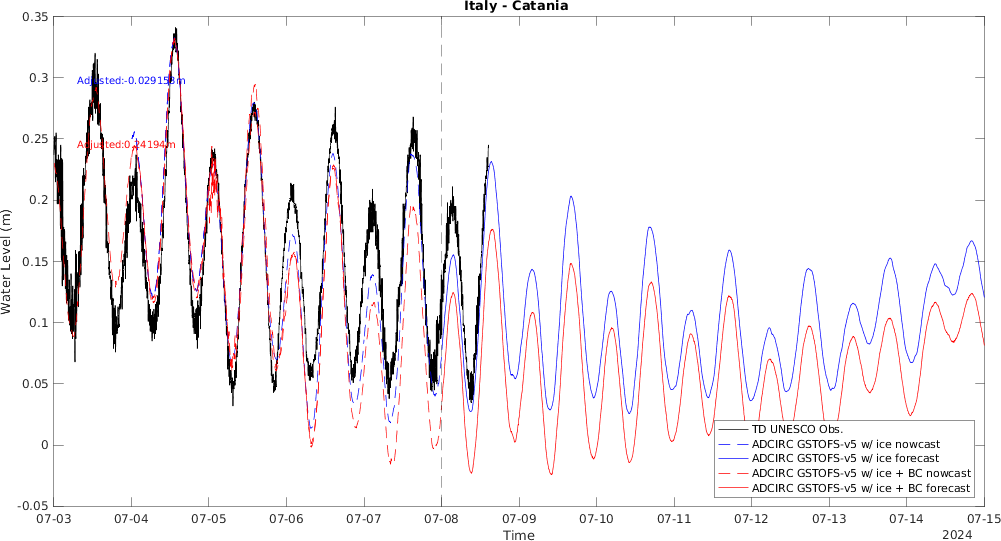 Italy - Catania
0.35
0.3
0.25
0.2
0.15
0.1
0.05
0
-0.05
Water Level (m)
Adjusted:-0.029153m
Adjusted:0.24194m
TD UNESCO Obs.
ADCIRC GSTOFS-v5 w/ ice nowcast
ADCIRC GSTOFS-v5 w/ ice forecast
ADCIRC GSTOFS-v5 w/ ice + BC nowcast
ADCIRC GSTOFS-v5 w/ ice + BC forecast
07-03 07-04 07-05 07-06 07-07 07-08 07-09 07-10 07-11 07-12 07-13 07-14 07-15
Time
2024